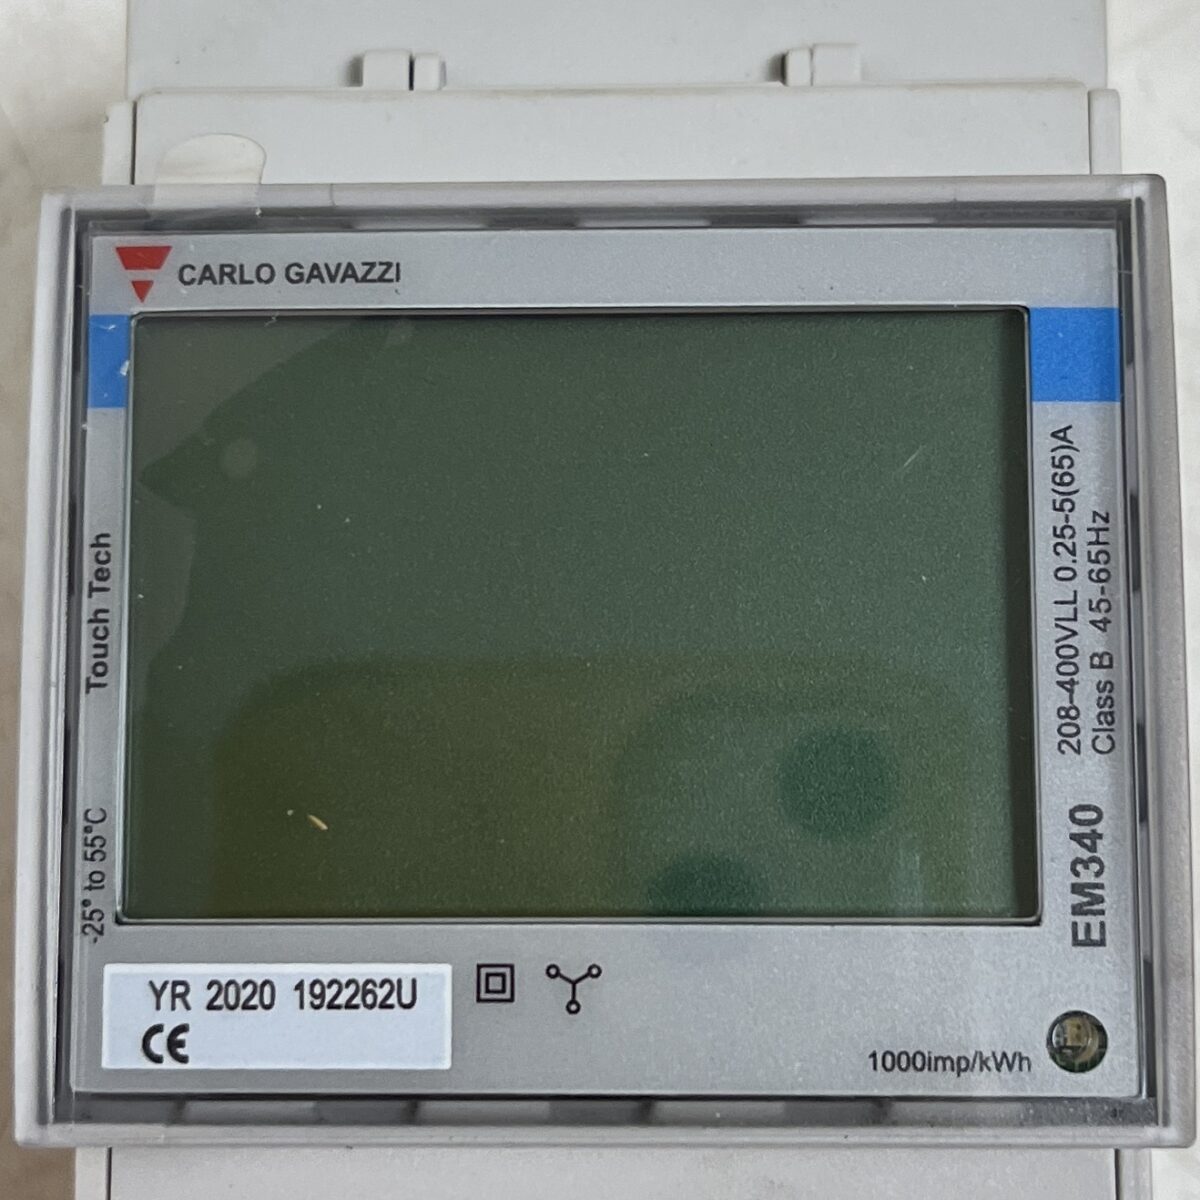 CARLO GAVAZZI
Touch Tech
-25° to 55°C
208-400VLL 0.25-5(65)A
Class B 45-65Hz
EM340
YR 2020 192262U
CE
1000imp/kWh